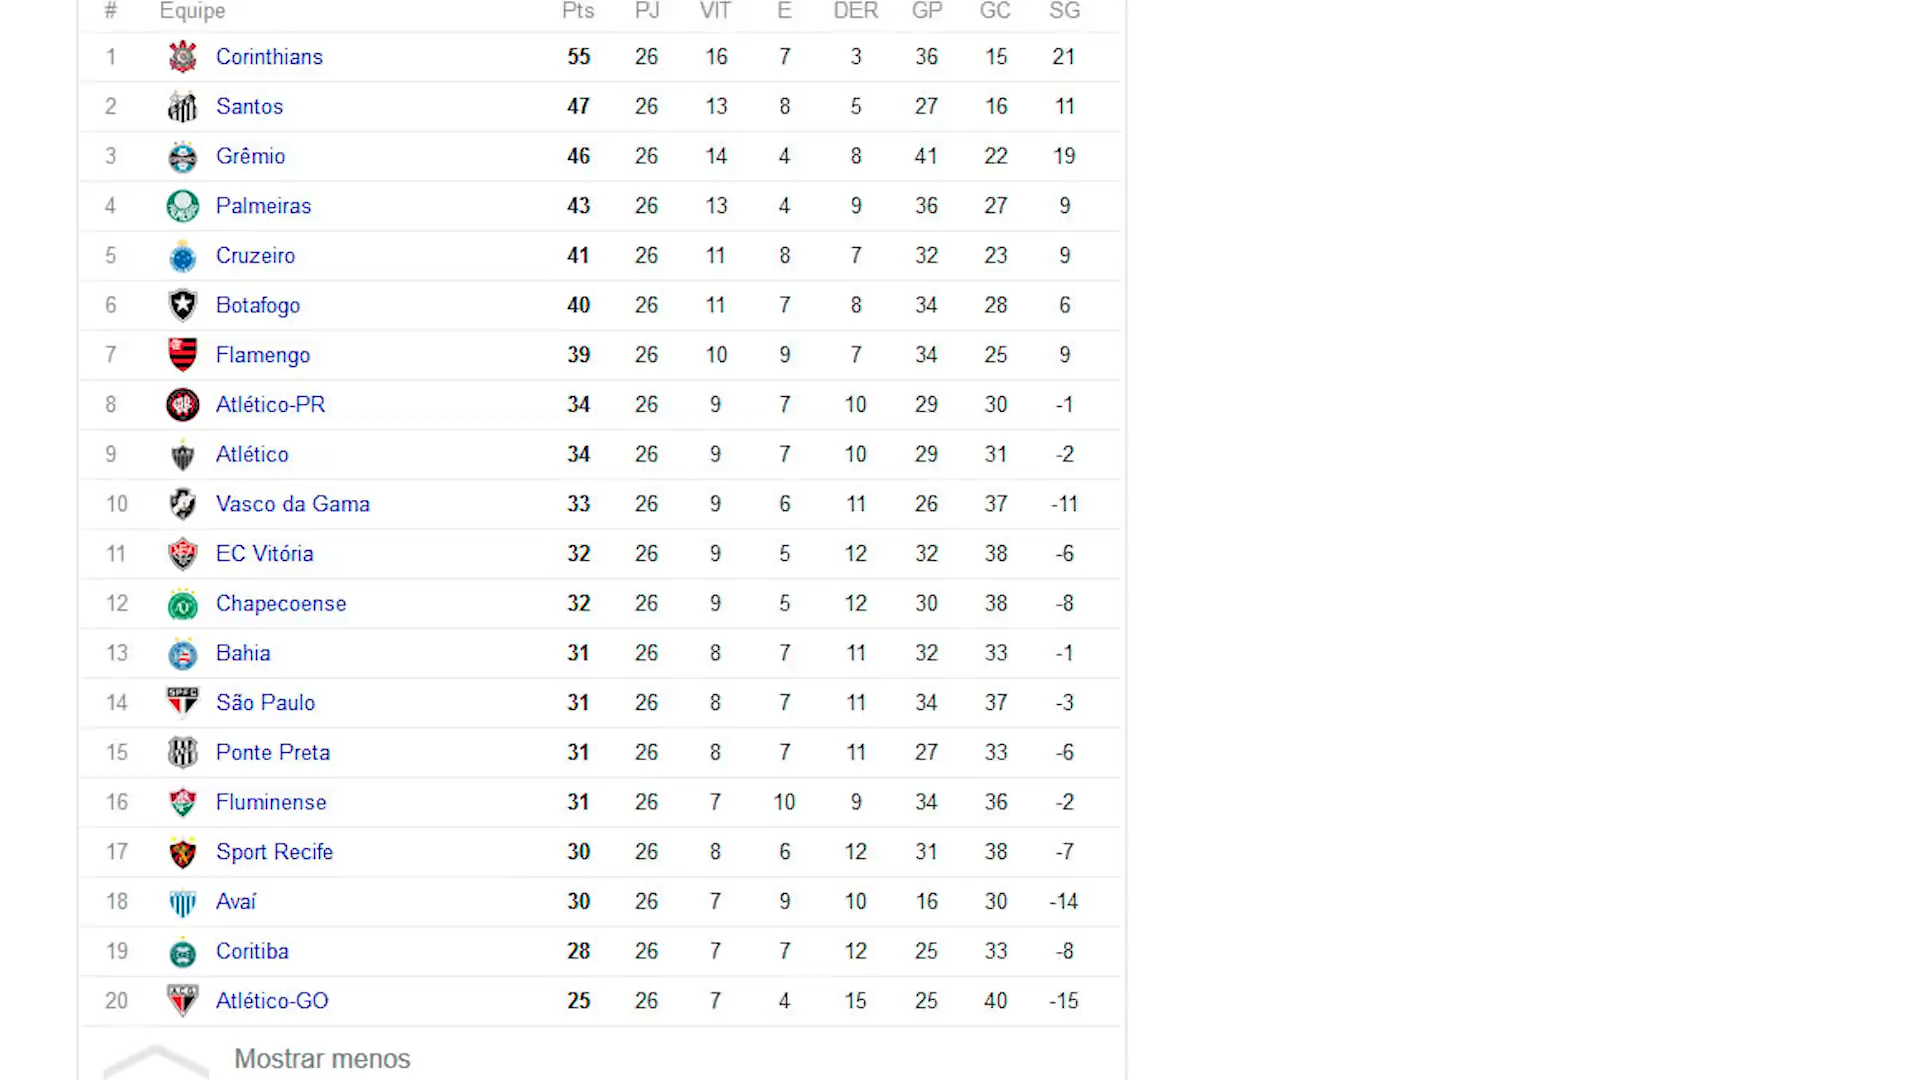 # Equipe Pts PJ VIT E DER GP GC SG
1 Corinthians 55 26 16 7 3 36 15 21
2 Santos 47 26 13 8 5 27 16 11
3 Grêmio 46 26 14 4 8 41 22 19
4 Palmeiras 43 26 13 4 9 36 27 9
5 Cruzeiro 41 26 11 8 7 32 23 9
6 Botafogo 40 26 11 7 8 34 28 6
7 Flamengo 39 26 10 9 7 34 25 9
8 Atlético-PR 34 26 9 7 10 29 30 -1
9 Atlético 34 26 9 7 10 29 31 -2
10 Vasco da Gama 33 26 9 6 11 26 37 -11
11 EC Vitória 32 26 9 5 12 32 38 -6
12 Chapecoense 32 26 9 5 12 30 38 -8
13 Bahia 31 26 8 7 11 32 33 -1
14 São Paulo 31 26 8 7 11 34 37 -3
15 Ponte Preta 31 26 8 7 11 27 33 -6
16 Fluminense 31 26 7 10 9 34 36 -2
17 Sport Recife 30 26 8 6 12 31 38 -7
18 Avaí 30 26 7 9 10 16 30 -14
19 Coritiba 28 26 7 7 12 25 33 -8
20 Atlético-GO 25 26 7 4 15 25 40 -15
Mostrar menos